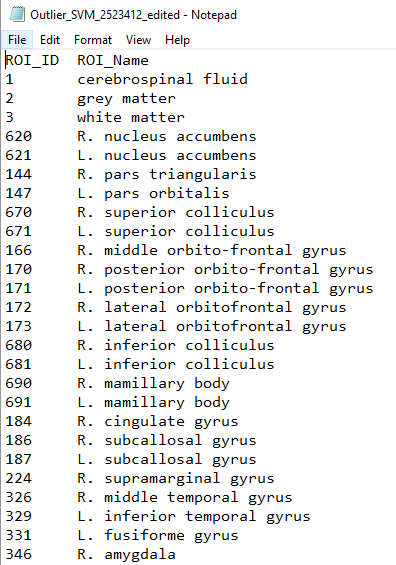 Outlier_SVM_2523412_edited - Notepad
File Edit Format View Help
ROI_ID ROI_Name
1 cerebrospinal fluid
2 grey matter
3 white matter
620 R. nucleus accumbens
621 L. nucleus accumbens
144 R. pars triangularis
147 L. pars orbitalis
670 R. superior colliculus
671 L. superior colliculus
166 R. middle orbito-frontal gyrus
170 R. posterior orbito-frontal gyrus
171 L. posterior orbito-frontal gyrus
172 R. lateral orbitofrontal gyrus
173 L. lateral orbitofrontal gyrus
680 R. inferior colliculus
681 L. inferior colliculus
690 R. mamillary body
691 L. mamillary body
184 R. cingulate gyrus
186 R. subcallosal gyrus
187 L. subcallosal gyrus
224 R. supramarginal gyrus
326 R. middle temporal gyrus
329 L. inferior temporal gyrus
331 L. fusiforme gyrus
346 R. amygdala